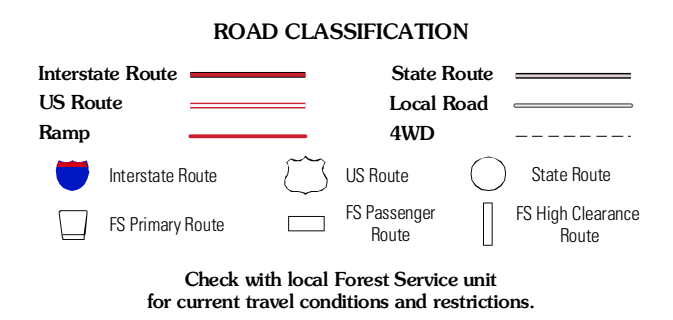 ROAD CLASSIFICATION
Interstate Route
State Route
US Route
Local Road
Ramp
4WD
Interstate Route
US Route
State Route
FS Primary Route
FS Passenger
Route
FS High Clearance
Route
Check with local Forest Service unit
for current travel conditions and restrictions.